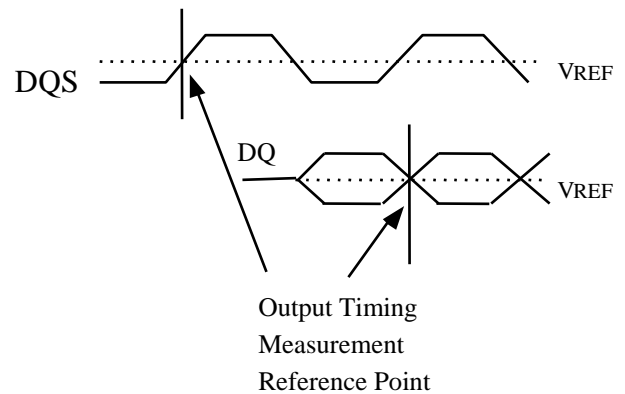 DQS
VREF
DQ
VREF
Output Timing
Measurement
Reference Point